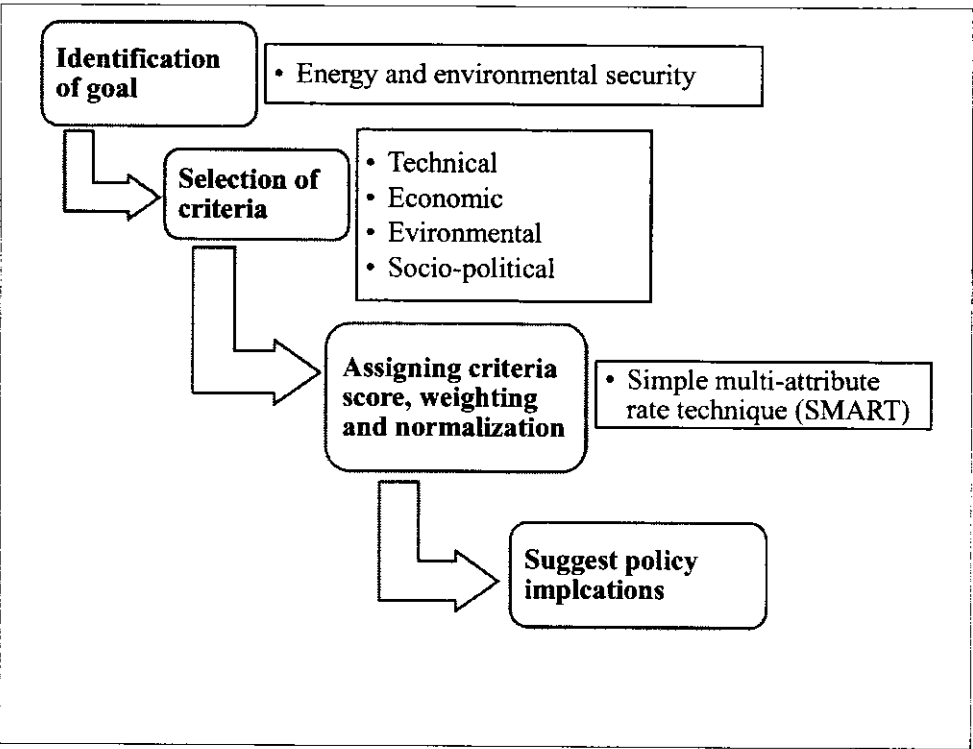 Identification
of goal
• Energy and environmental security
Selection of
criteria
• Technical
• Economic
• Evironmental
• Socio-political
Assigning criteria
score, weighting
and normalization
• Simple multi-attribute
rate technique (SMART)
Suggest policy
implcations